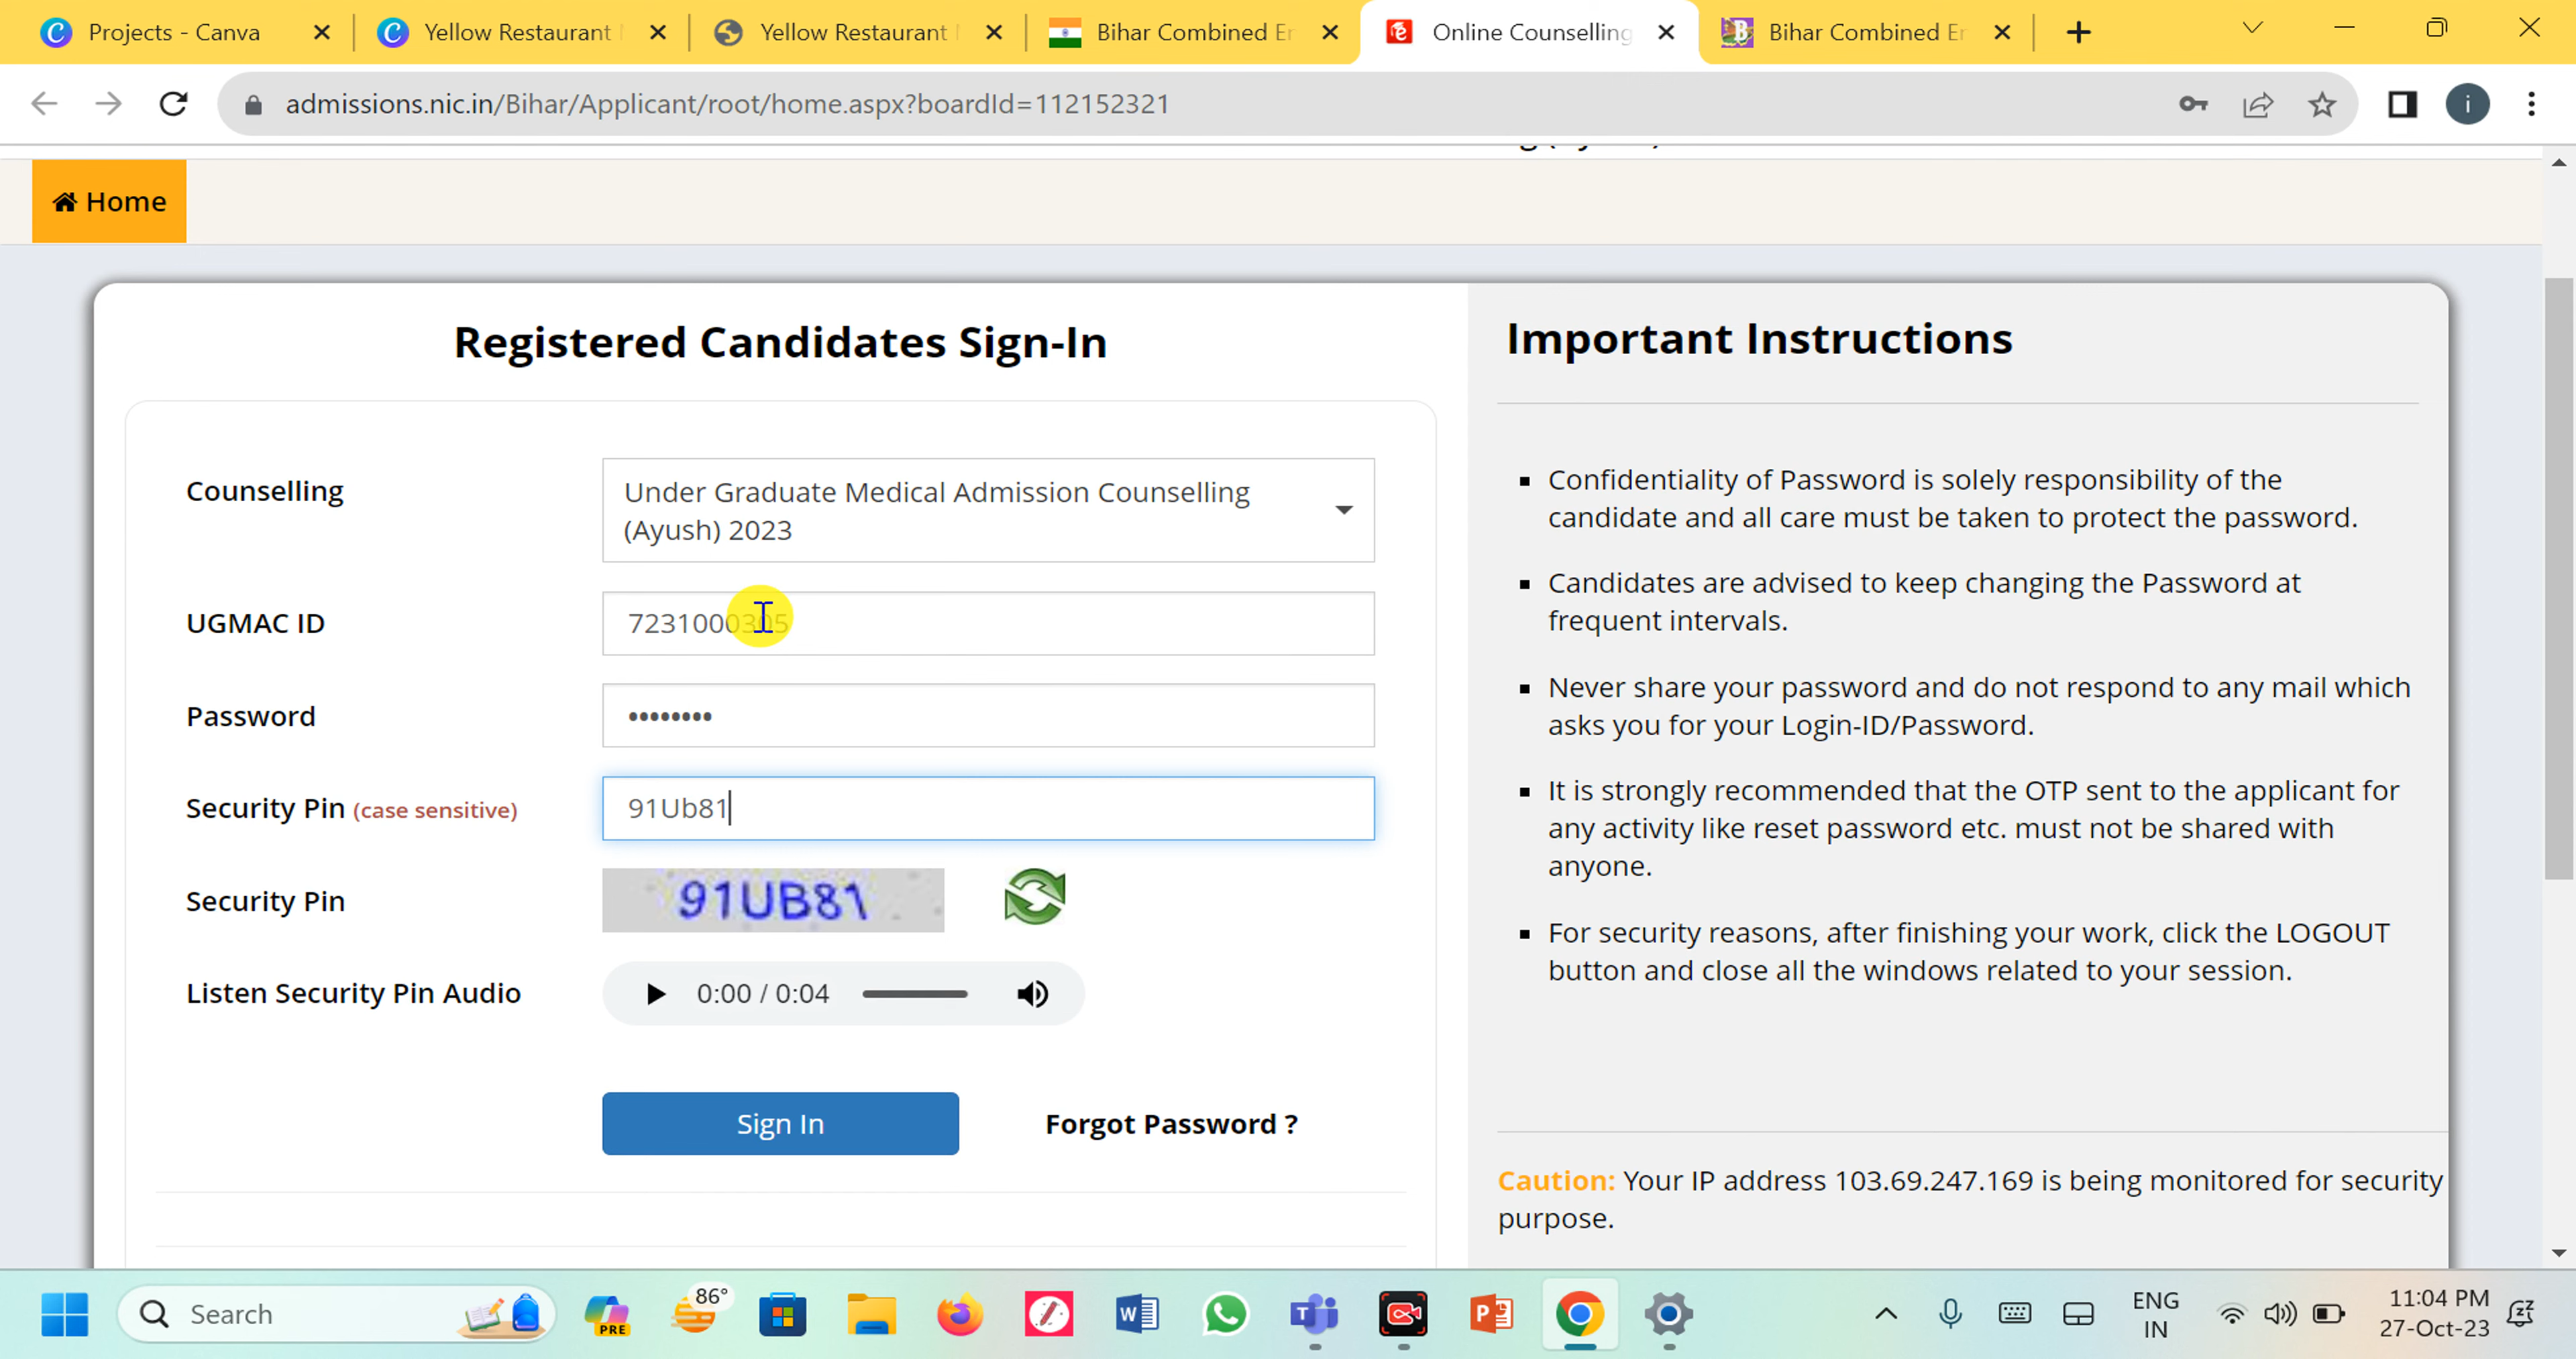 Projects - Canva
Yellow Restaurant
Yellow Restaurant
Bihar Combined Er
Online Counselling
Bihar Combined Er
admissions.nic.in/Bihar/Applicant/root/home.aspx?boardId=112152321
i
Home
Registered Candidates Sign-In
Counselling
Under Graduate Medical Admission Counselling
(Ayush) 2023
UGMAC ID
7231000305
Password
••••••••
Security Pin (case sensitive)
91Ub81
Security Pin
91UB81
Listen Security Pin Audio
0:00 / 0:04
Sign In
Forgot Password ?
Important Instructions
▪ Confidentiality of Password is solely responsibility of the
candidate and all care must be taken to protect the password.
▪ Candidates are advised to keep changing the Password at
frequent intervals.
▪ Never share your password and do not respond to any mail which
asks you for your Login-ID/Password.
▪ It is strongly recommended that the OTP sent to the applicant for
any activity like reset password etc. must not be shared with
anyone.
▪ For security reasons, after finishing your work, click the LOGOUT
button and close all the windows related to your session.
Caution: Your IP address 103.69.247.169 is being monitored for security
purpose.
Search
PRE
86°
ENG
IN
11:04 PM
27-Oct-23